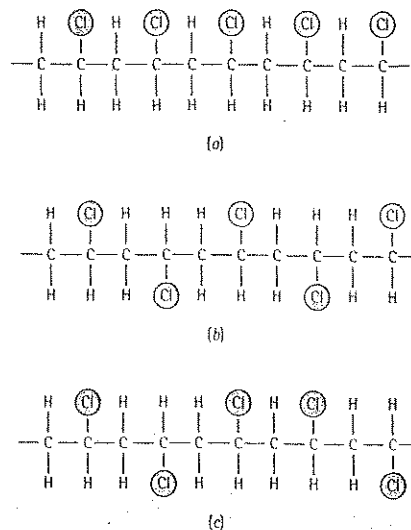 H Cl H Cl H Cl H Cl H Cl
C C C C C C C C C C
H H H H H H H H H H
(a)
H Cl H H H Cl H H H Cl
C C C C C C C C C C
H H H Cl H H H Cl H H
(b)
H Cl H H H Cl H Cl H H
C C C C C C C C C C
H H H Cl H H H H H Cl
(c)